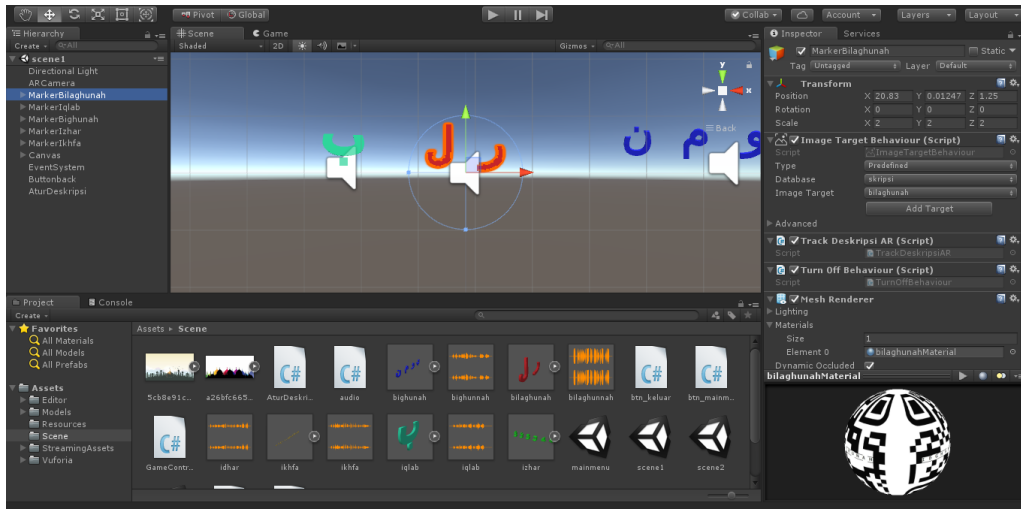 Pivot Global Collab Account Layers Layout
Hierarchy
Create All
scene1
Directional Light
ARCamera
MarkerBilaghunah
MarkerIqlab
MarkerBighunah
MarkerIzhar
MarkerIkhfa
Canvas
EventSystem
Buttonback
AturDeskripsi
Scene Game
Shaded 2D Gizmos All
y
x
Back
ب
ر ل
و م ن
Project Console
Create
Favorites
All Materials
All Models
All Prefabs
Assets
Editor
Models
Resources
Scene
StreamingAssets
Vuforia
Assets Scene
5cb8e91c... a26bfc665... AturDeskri... audio bighunah bighunnah bilaghunah bilaghunnah btn_keluar btn_mainm...
GameContr... idhar ikhfa ikhfa iqlab iqlab izhar mainmenu scene1 scene2
Inspector Services
MarkerBilaghunah Static
Tag Untagged Layer Default
Transform
Position X 20.83 Y 0.01247 Z 1.25
Rotation X 0 Y 0 Z 0
Scale X 2 Y 2 Z 2
Image Target Behaviour (Script)
Script ImageTargetBehaviour
Type Predefined
Database skripsi
Image Target bilaghunah
Add Target
Advanced
Track Deskripsi AR (Script)
Script TrackDeskripsiAR
Turn Off Behaviour (Script)
Script TurnOffBehaviour
Mesh Renderer
Lighting
Materials
Size 1
Element 0 bilaghunahMaterial
Dynamic Occluded
bilaghunahMaterial